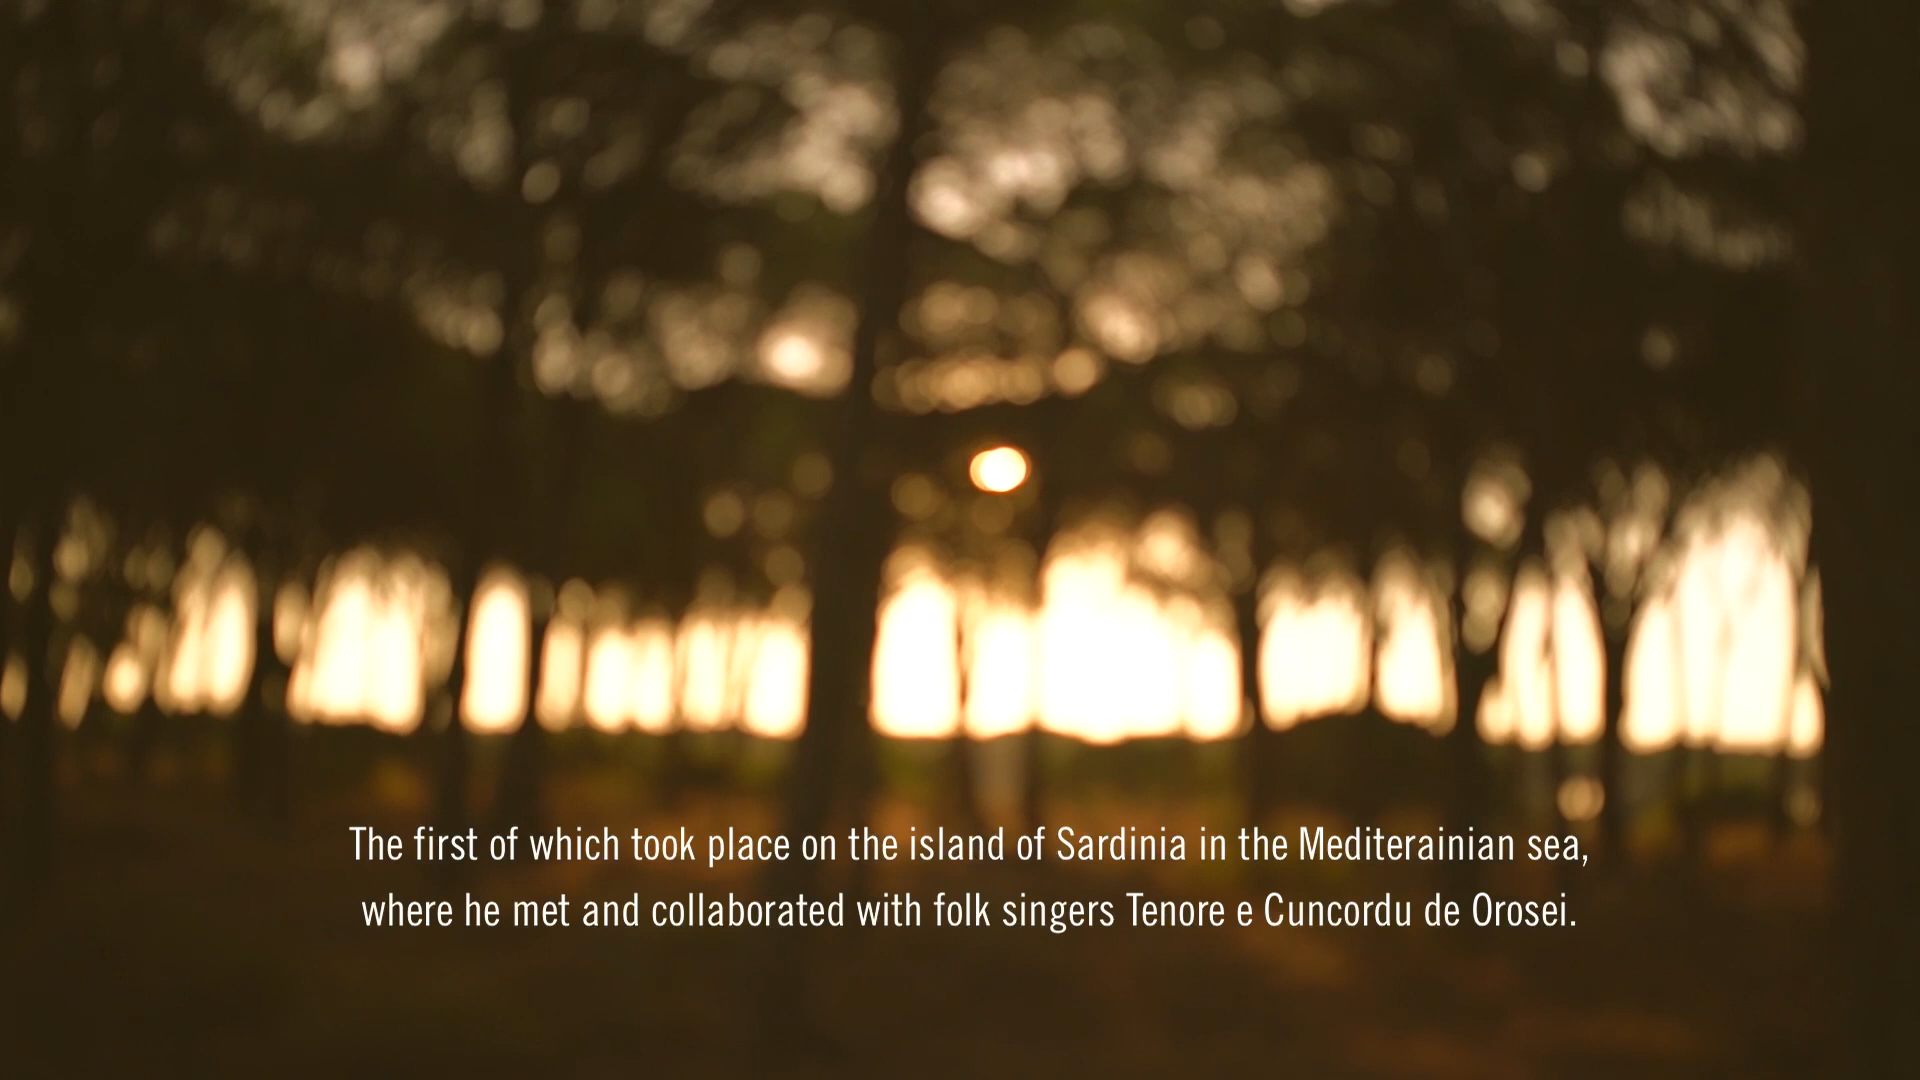 The first of which took place on the island of Sardinia in the Mediterainian sea,
where he met and collaborated with folk singers Tenore e Cuncordu de Orosei.